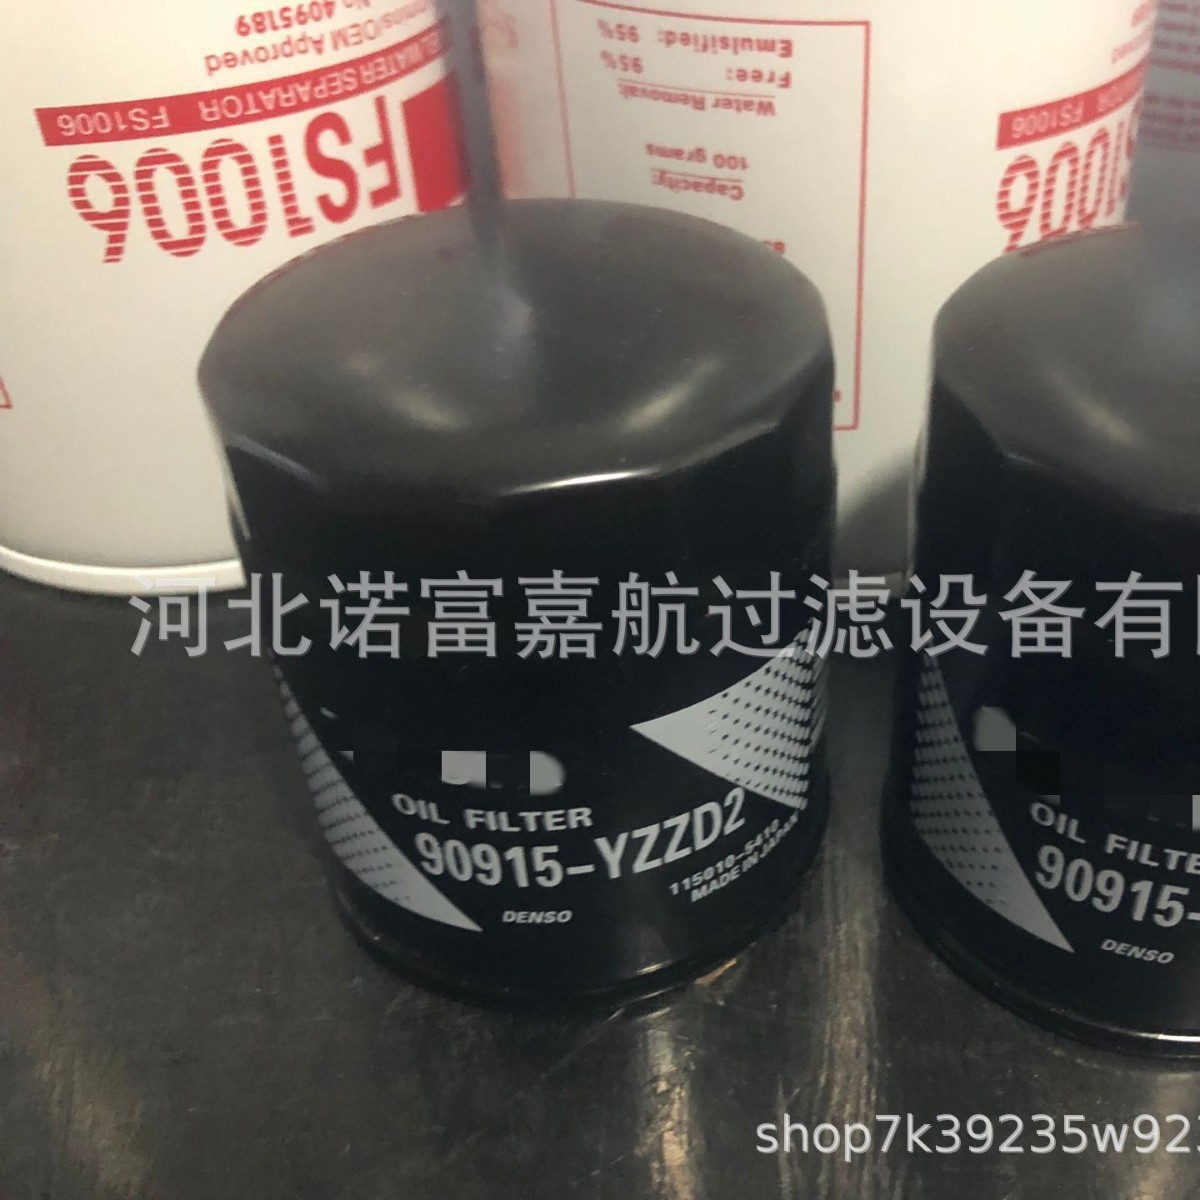 No 4095189
mmins/OEM Approved
WATER SEPARATOR FS1006
FS1006
Emulsified: 95%
Free: 95%
Water Removal:
100 grams
Capacity:
FS1006
河北诺富嘉航过滤设备有
OIL FILTER
90915-YZZD2
115010-5410
MADE IN JAPAN
DENSO
OIL FILTE
90915-
DENSO
shop7k39235w923